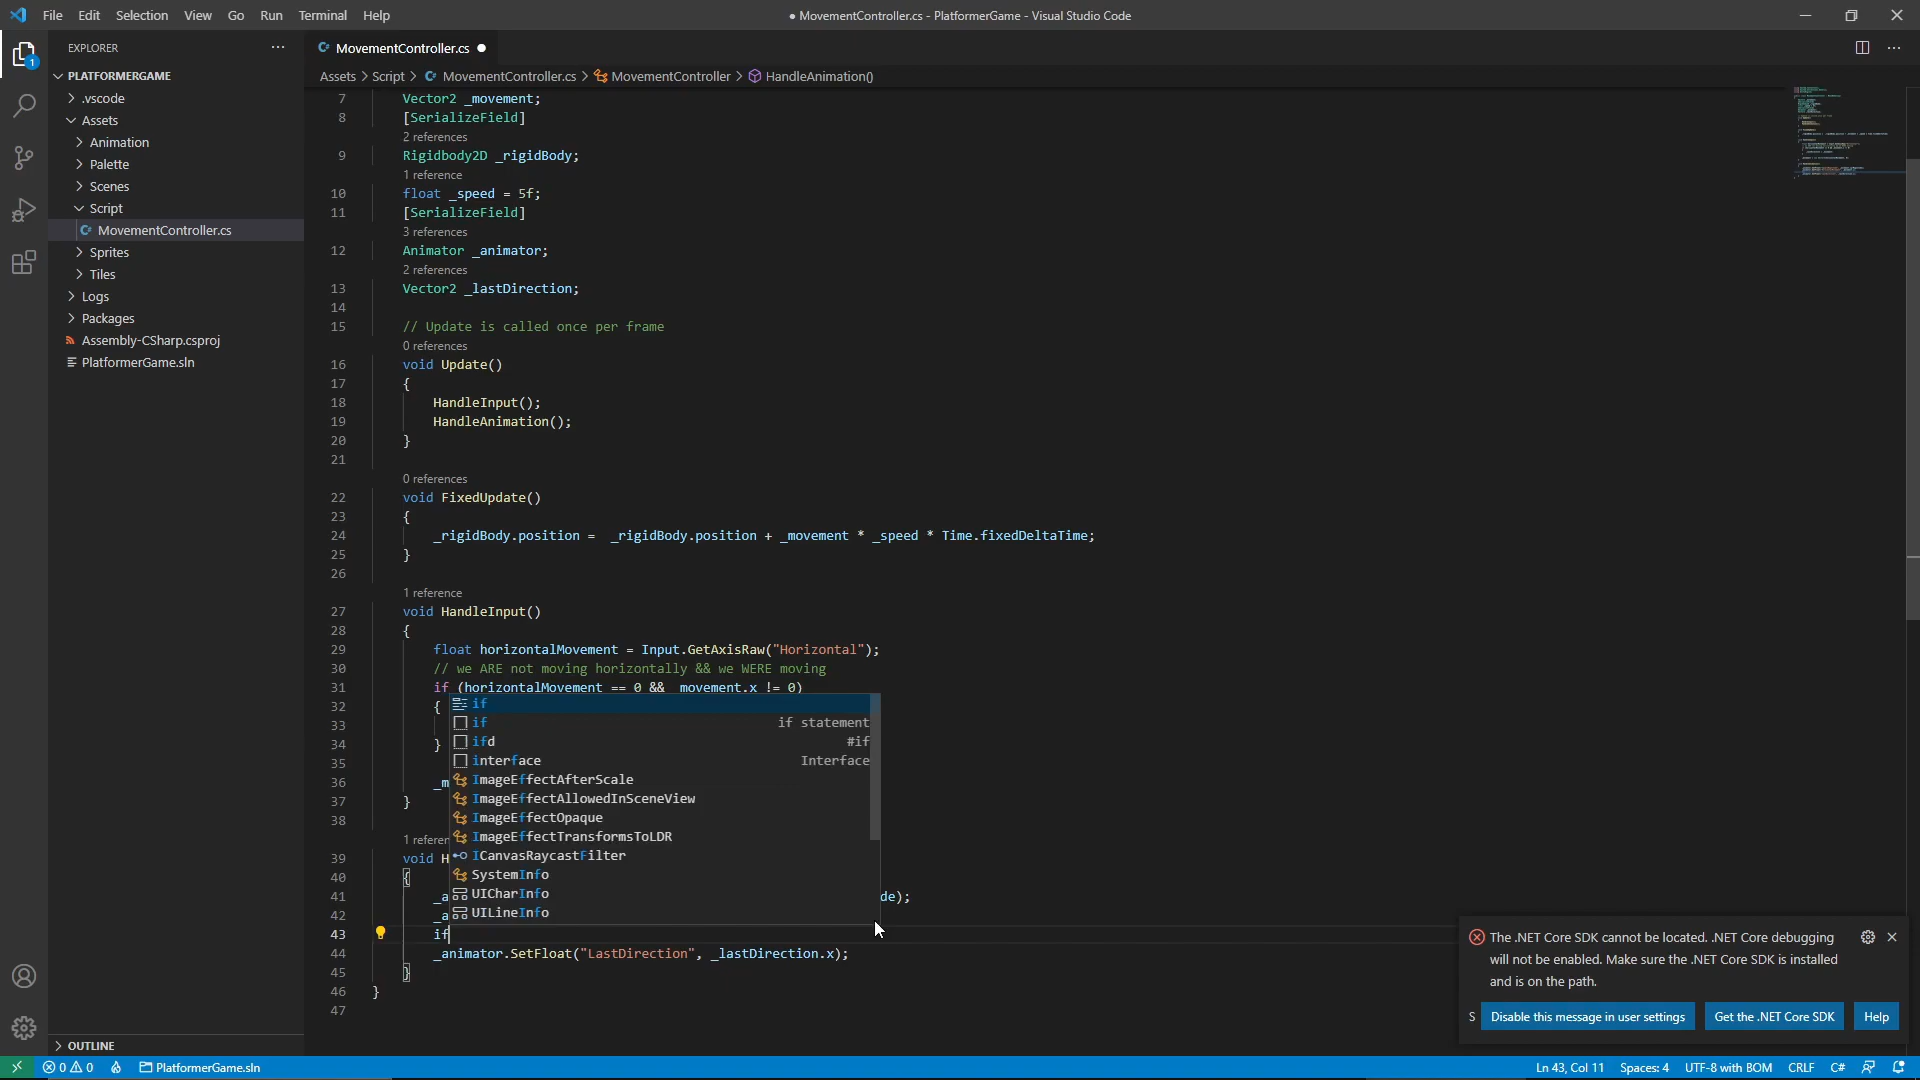 File Edit Selection View Go Run Terminal Help
● MovementController.cs - PlatformerGame - Visual Studio Code
EXPLORER
PLATFORMERGAME
.vscode
Assets
Animation
Palette
Scenes
Script
MovementController.cs
Sprites
Tiles
Logs
Packages
Assembly-CSharp.csproj
PlatformerGame.sln
OUTLINE
1
MovementController.cs ●
Assets > Script > MovementController.cs > MovementController > HandleAnimation()
7 Vector2 _movement;
8 [SerializeField]
2 references
9 Rigidbody2D _rigidBody;
1 reference
10 float _speed = 5f;
11 [SerializeField]
3 references
12 Animator _animator;
2 references
13 Vector2 _lastDirection;
14
15 // Update is called once per frame
0 references
16 void Update()
17 {
18 HandleInput();
19 HandleAnimation();
20 }
21
0 references
22 void FixedUpdate()
23 {
24 _rigidBody.position =  _rigidBody.position + _movement * _speed * Time.fixedDeltaTime;
25 }
26
1 reference
27 void HandleInput()
28 {
29 float horizontalMovement = Input.GetAxisRaw("Horizontal");
30 // we ARE not moving horizontally && we WERE moving
31 if (horizontalMovement == 0 && _movement.x != 0)
32 {
33
34 }
35
36 _m
37 }
38
1 referen
39 void H
40 {
41 _a de);
42 _a
43 if
44 _animator.SetFloat("LastDirection", _lastDirection.x);
45 }
46 }
47
if
if if statement
ifd #if
interface Interface
ImageEffectAfterScale
ImageEffectAllowedInSceneView
ImageEffectOpaque
ImageEffectTransformsToLDR
ICanvasRaycastFilter
SystemInfo
UICharInfo
UILineInfo
The .NET Core SDK cannot be located. .NET Core debugging
will not be enabled. Make sure the .NET Core SDK is installed
and is on the path.
S Disable this message in user settings Get the .NET Core SDK Help
0 0 PlatformerGame.sln Ln 43, Col 11 Spaces: 4 UTF-8 with BOM CRLF C#